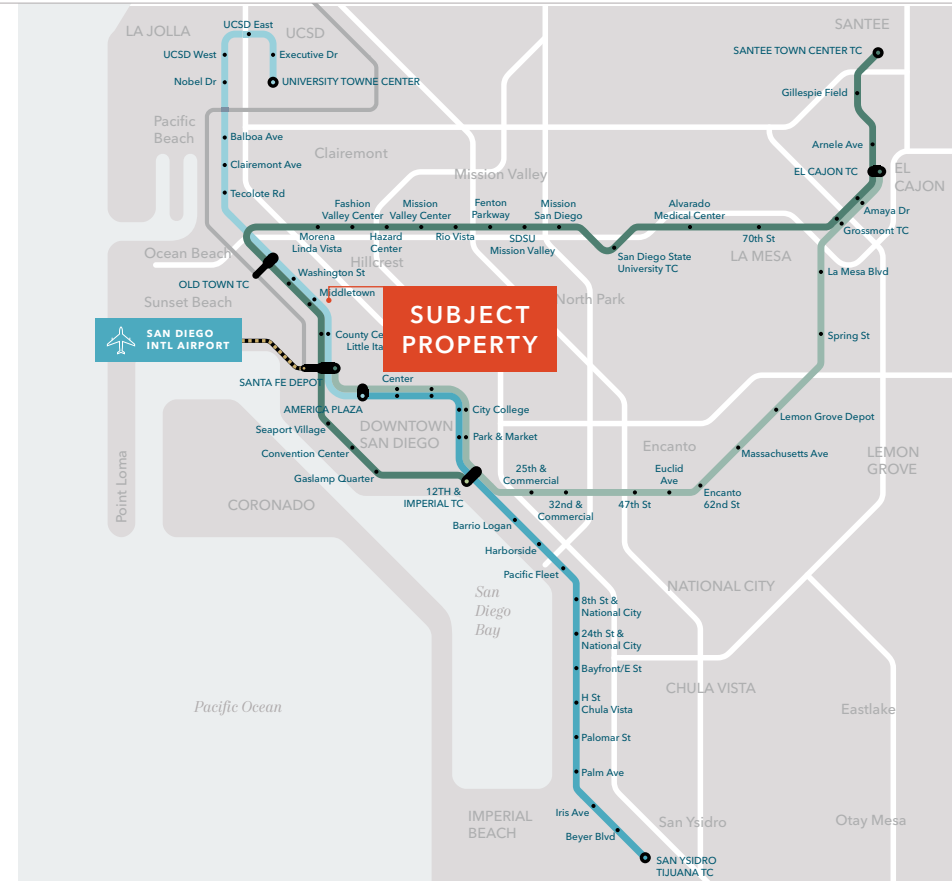 LA JOLLA
UCSD East
UCSD
SANTEE
UCSD West
Executive Dr
SANTEE TOWN CENTER TC
Nobel Dr
UNIVERSITY TOWNE CENTER
Gillespie Field
Pacific
Beach
Balboa Ave
Clairemont
Arnele Ave
Clairemont Ave
Mission Valley
EL CAJON TC
EL
CAJON
Tecolote Rd
Fashion
Valley Center
Mission
Valley Center
Fenton
Parkway
Mission
San Diego
Alvarado
Medical Center
Amaya Dr
Grossmont TC
Morena
Linda Vista
Hazard
Center
Rio Vista
SDSU
Mission Valley
70th St
Ocean Beach
Hillcrest
San Diego State
University TC
LA MESA
Washington St
La Mesa Blvd
OLD TOWN TC
Middletown
North Park
Sunset Beach
SUBJECT
PROPERTY
SAN DIEGO
INTL AIRPORT
County Ce
Little Ita
Spring St
SANTA FE DEPOT
Center
AMERICA PLAZA
City College
Lemon Grove Depot
Seaport Village
DOWNTOWN
SAN DIEGO
Park & Market
Encanto
Convention Center
Massachusetts Ave
LEMON
GROVE
Gaslamp Quarter
25th &
Commercial
Euclid
Ave
Point Loma
12TH &
IMPERIAL TC
32nd &
Commercial
47th St
Encanto
62nd St
CORONADO
Barrio Logan
Harborside
Pacific Fleet
San
Diego
Bay
NATIONAL CITY
8th St &
National City
24th St &
National City
Bayfront/E St
CHULA VISTA
H St
Chula Vista
Eastlake
Pacific Ocean
Palomar St
Palm Ave
Iris Ave
IMPERIAL
BEACH
San Ysidro
Otay Mesa
Beyer Blvd
SAN YSIDRO
TIJUANA TC